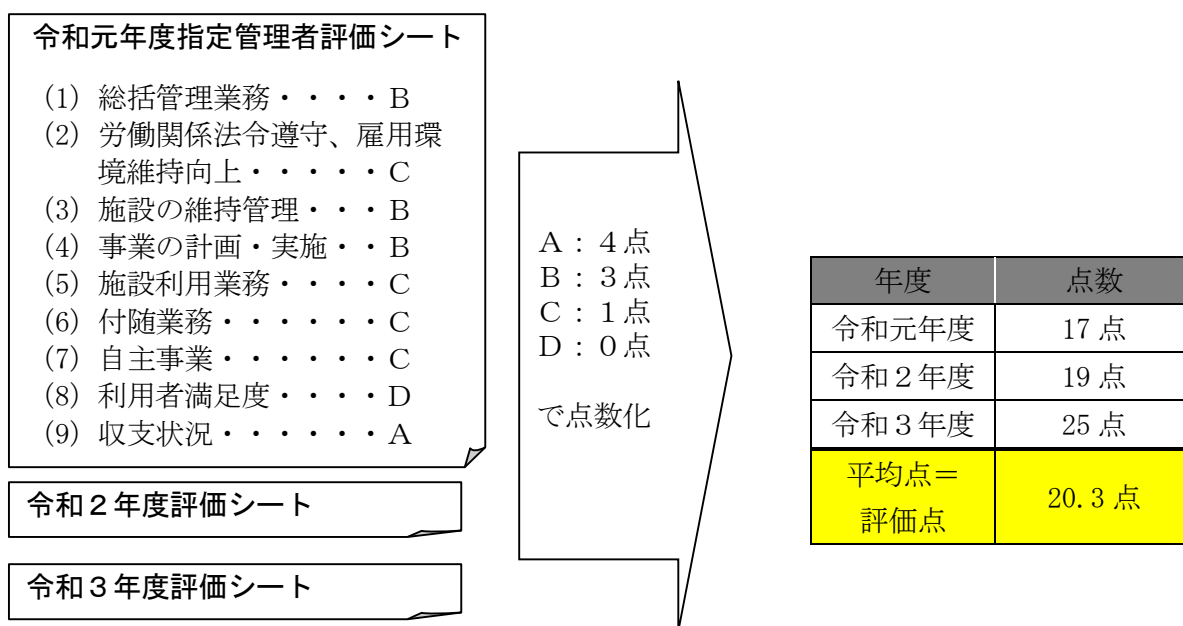 令和元年度指定管理者評価シート
(1) 総括管理業務・・・・B
(2) 労働関係法令遵守、雇用環
境維持向上・・・・・C
(3) 施設の維持管理・・・B
(4) 事業の計画・実施・・B
(5) 施設利用業務・・・・C
(6) 付随業務・・・・・・C
(7) 自主事業・・・・・・C
(8) 利用者満足度・・・・D
(9) 収支状況・・・・・・A
令和２年度評価シート
令和３年度評価シート
Ａ：４点
Ｂ：３点
Ｃ：１点
Ｄ：０点
で点数化
年度 点数
令和元年度 17 点
令和２年度 19 点
令和３年度 25 点
平均点＝
評価点 20.3 点